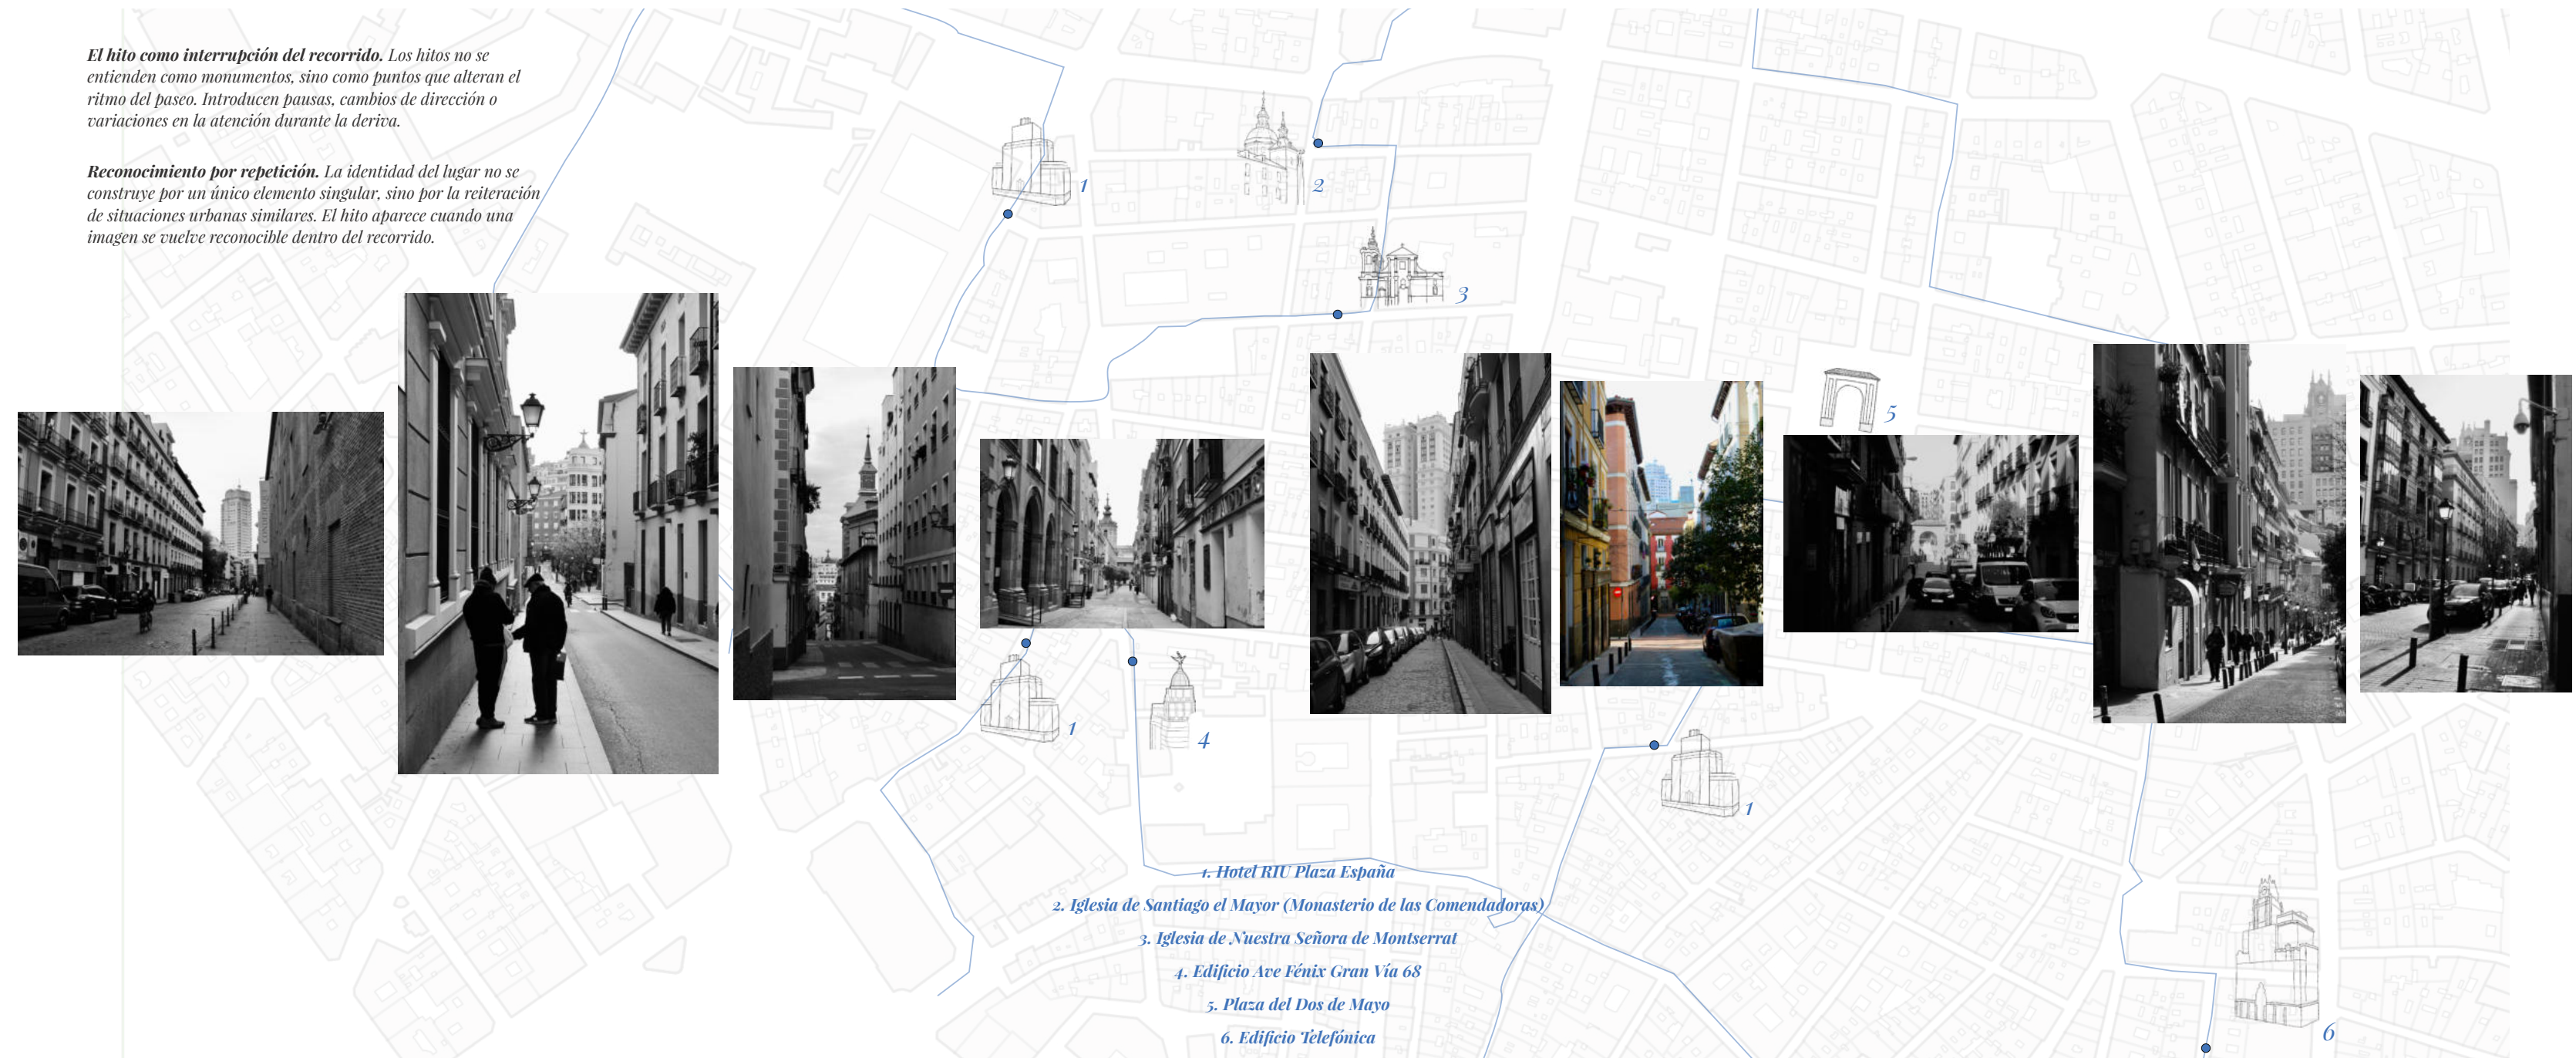 El hito como interrupción del recorrido. Los hitos no se
entienden como monumentos, sino como puntos que alteran el
ritmo del paseo. Introducen pausas, cambios de dirección o
variaciones en la atención durante la deriva.
Reconocimiento por repetición. La identidad del lugar no se
construye por un único elemento singular, sino por la reiteración
de situaciones urbanas similares. El hito aparece cuando una
imagen se vuelve reconocible dentro del recorrido.
1
2
3
5
1
4
1
6
1. Hotel RIU Plaza España
2. Iglesia de Santiago el Mayor (Monasterio de las Comendadoras)
3. Iglesia de Nuestra Señora de Montserrat
4. Edificio Ave Fénix Gran Vía 68
5. Plaza del Dos de Mayo
6. Edificio Telefónica